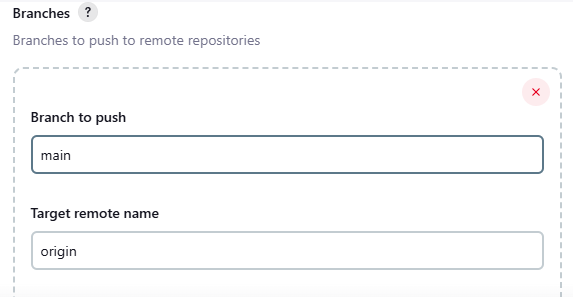 Branches ?
Branches to push to remote repositories
×
Branch to push
main
Target remote name
origin